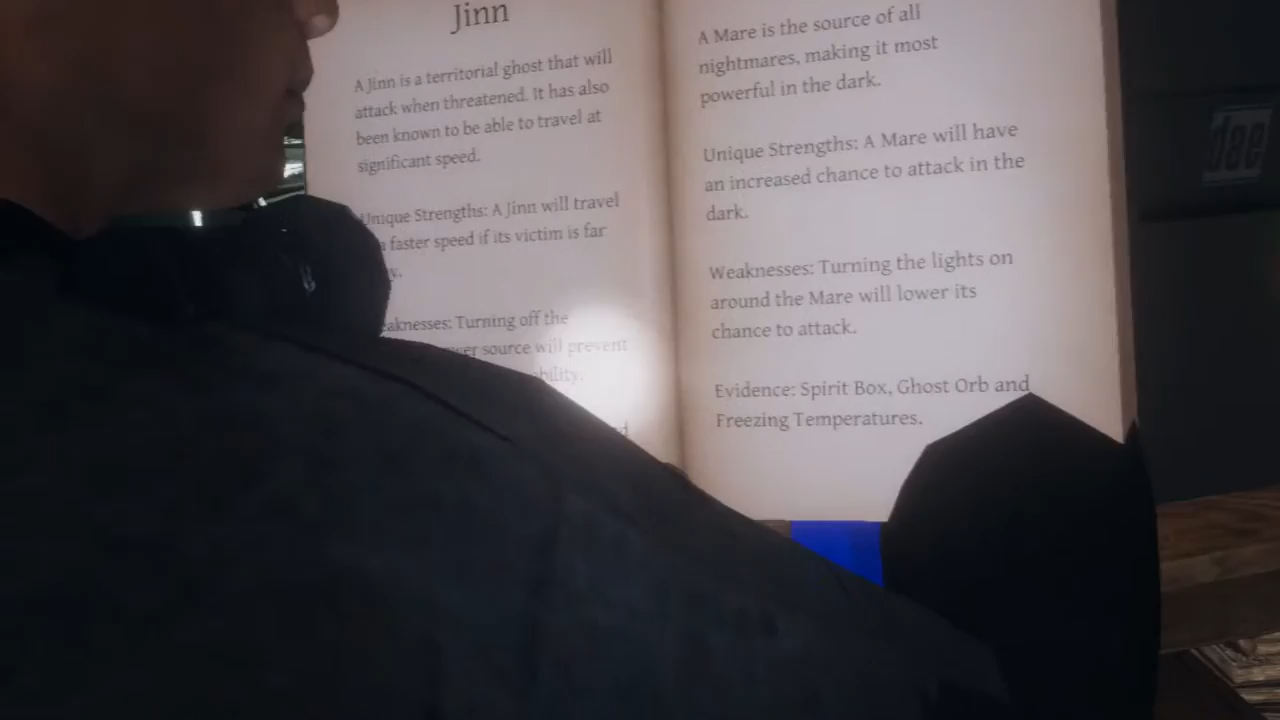 Jinn
A Jinn is a territorial ghost that will
attack when threatened. It has also
been known to be able to travel at
significant speed.
Unique Strengths: A Jinn will travel
a faster speed if its victim is far
aknesses: Turning off the
er source will prevent
bility.
A Mare is the source of all
nightmares, making it most
powerful in the dark.
Unique Strengths: A Mare will have
an increased chance to attack in the
dark.
Weaknesses: Turning the lights on
around the Mare will lower its
chance to attack.
Evidence: Spirit Box, Ghost Orb and
Freezing Temperatures.